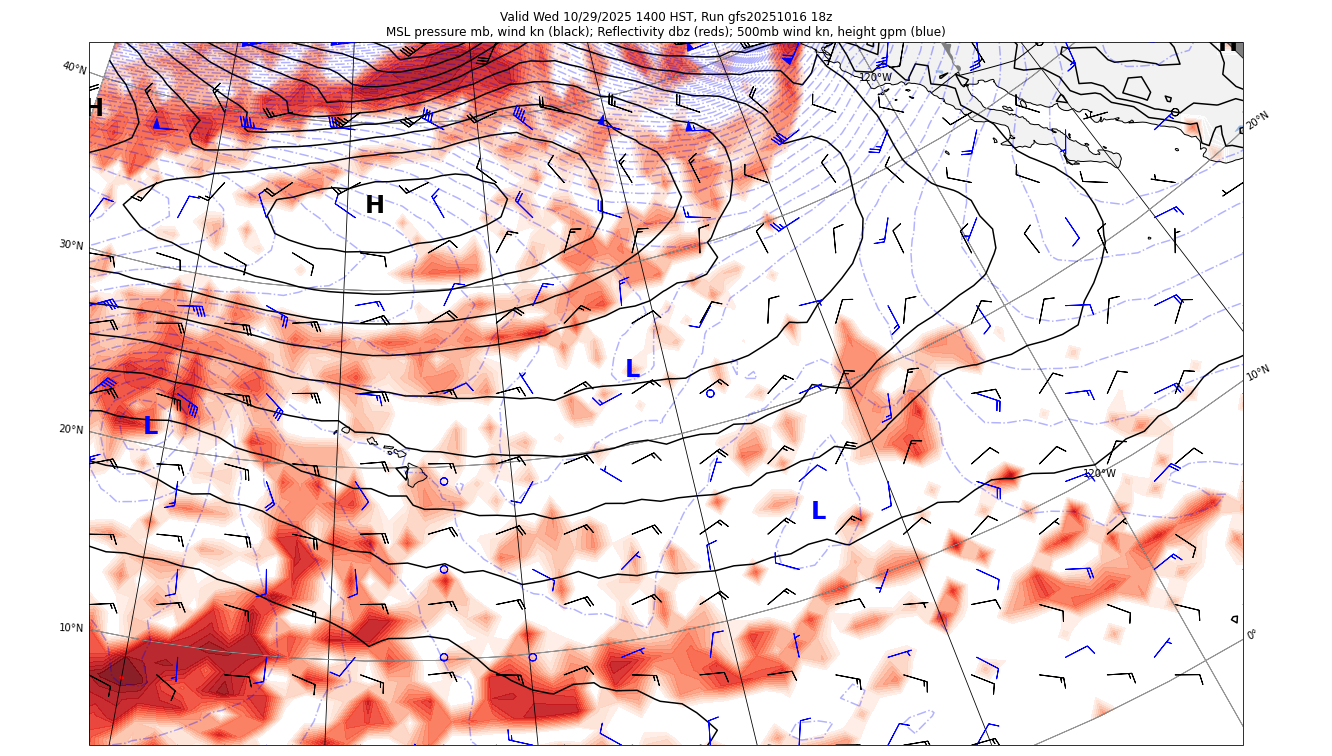 Valid Wed 10/29/2025 1400 HST, Run gfs20251016 18z
MSL pressure mb, wind kn (black); Reflectivity dbz (reds); 500mb wind kn, height gpm (blue)
H
40°N
120°W
H
20°N
H
30°N
L
10°N
L
20°N
120°W
L
10°N
0°